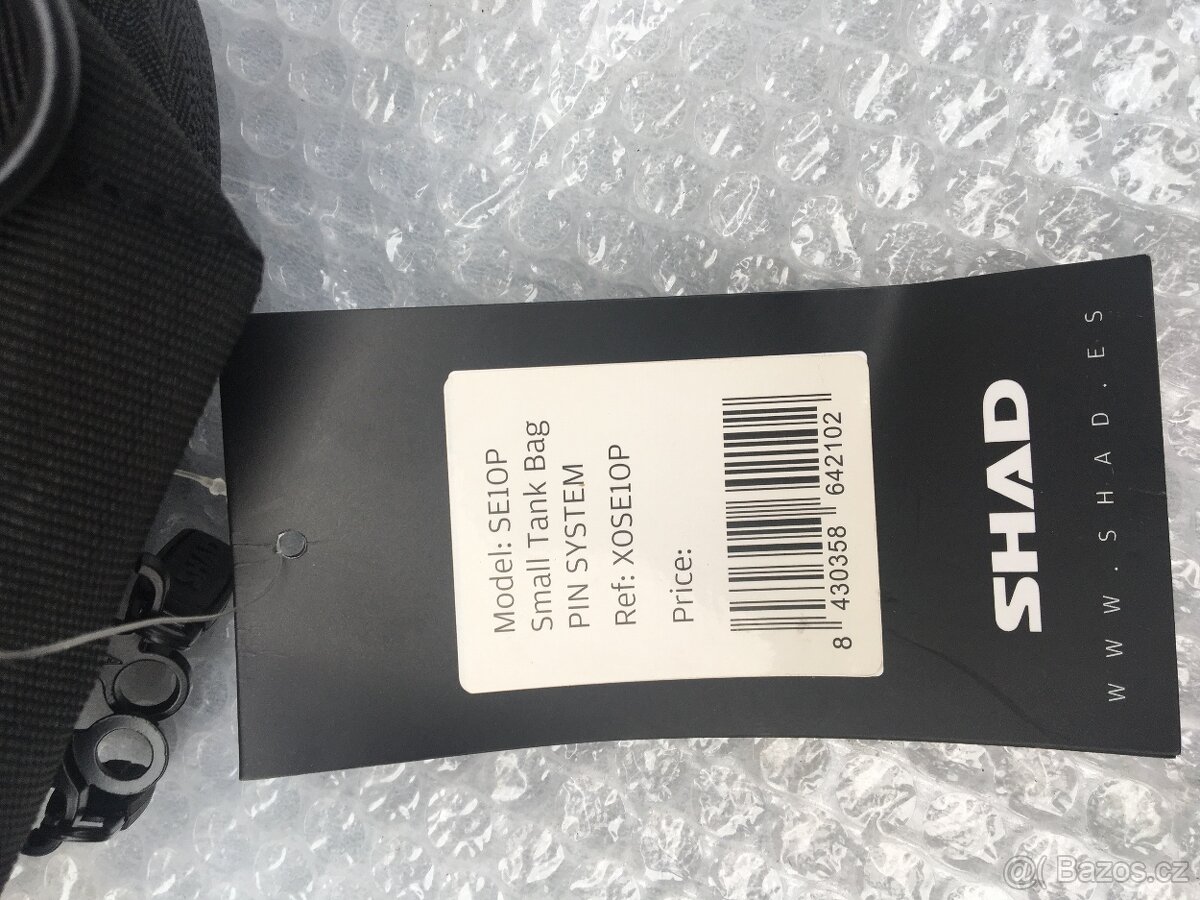 Model: SE10P
Small Tank Bag
PIN SYSTEM
Ref: X0SE10P
Price:
8 430358 642102
SHAD
WWW.SHAD.ES
@( Bazos.cz